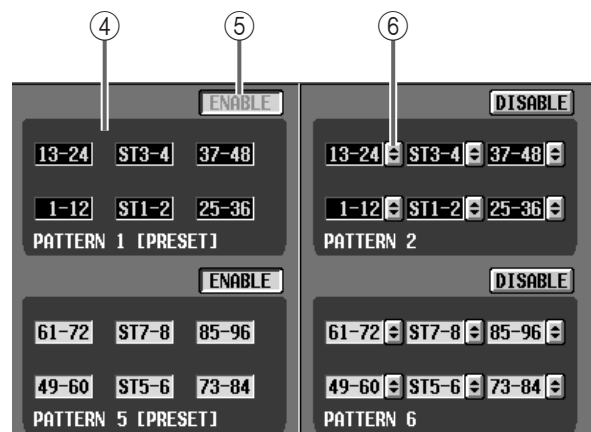 ④ ⑤ ⑥
ENABLE DISABLE
13-24 ST3-4 37-48 13-24 ST3-4 37-48
1-12 ST1-2 25-36 1-12 ST1-2 25-36
PATTERN 1 [PRESET] PATTERN 2
ENABLE DISABLE
61-72 ST7-8 85-96 61-72 ST7-8 85-96
49-60 ST5-6 73-84 49-60 ST5-6 73-84
PATTERN 5 [PRESET] PATTERN 6